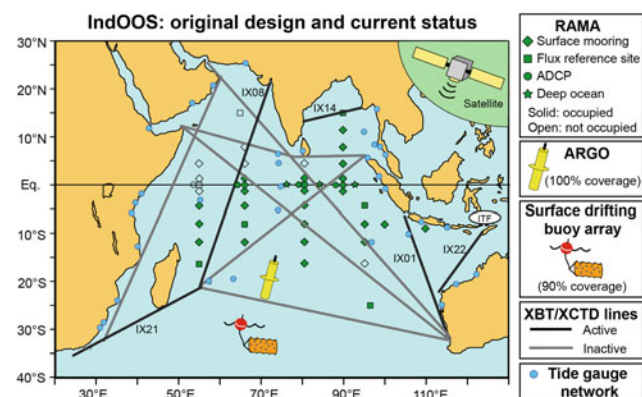 IndOOS: original design and current status
30°N
20°N
10°N
Eq.
10°S
20°S
30°S
40°S
30°E
50°E
70°E
90°E
110°E
IX08
IX14
IX01
IX22
IX21
ITF
Satellite
RAMA
Surface mooring
Flux reference site
ADCP
Deep ocean
Solid: occupied
Open: not occupied
ARGO
(100% coverage)
Surface drifting
buoy array
(90% coverage)
XBT/XCTD lines
Active
Inactive
Tide gauge
network